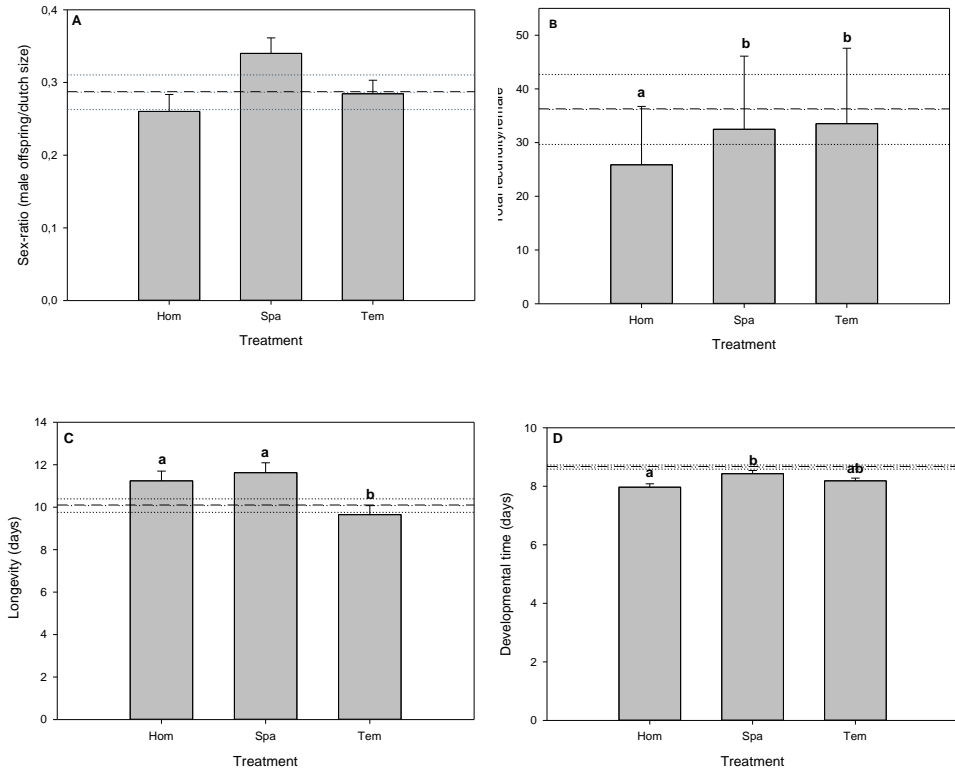 A
0,4
0,3
0,2
0,1
0,0
Sex-ratio (male offspring/clutch size)
Hom Spa Tem
Treatment
B
50
40
30
20
10
0
a b b
Hom Spa Tem
Treatment
C
14
12
10
8
6
4
2
0
Longevity (days)
a a b
Hom Spa Tem
Treatment
D
10
8
6
4
2
0
Developmental time (days)
a b ab
Hom Spa Tem
Treatment